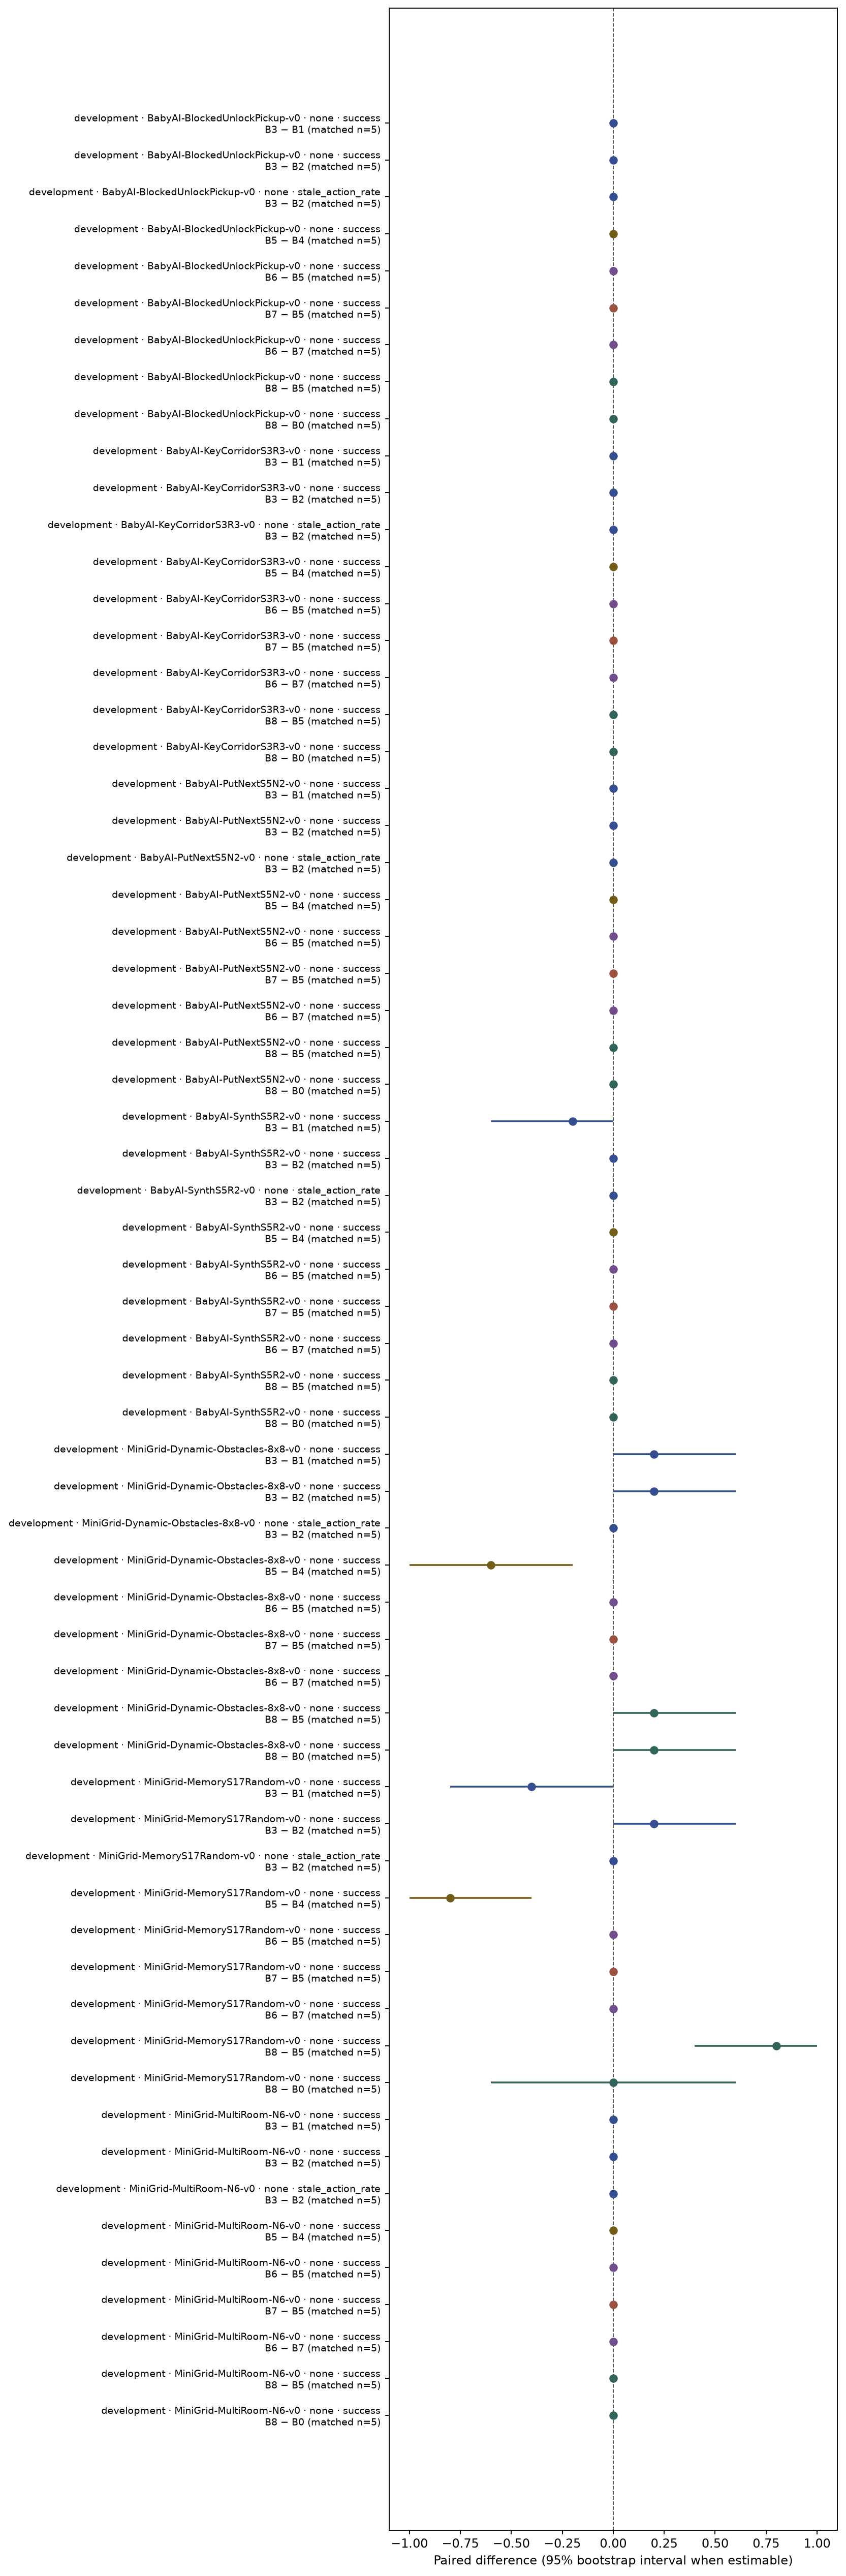 development · BabyAI-BlockedUnlockPickup-v0 · none · success
B3 − B1 (matched n=5)
development · BabyAI-BlockedUnlockPickup-v0 · none · success
B3 − B2 (matched n=5)
development · BabyAI-BlockedUnlockPickup-v0 · none · stale_action_rate
B3 − B2 (matched n=5)
development · BabyAI-BlockedUnlockPickup-v0 · none · success
B5 − B4 (matched n=5)
development · BabyAI-BlockedUnlockPickup-v0 · none · success
B6 − B5 (matched n=5)
development · BabyAI-BlockedUnlockPickup-v0 · none · success
B7 − B5 (matched n=5)
development · BabyAI-BlockedUnlockPickup-v0 · none · success
B6 − B7 (matched n=5)
development · BabyAI-BlockedUnlockPickup-v0 · none · success
B8 − B5 (matched n=5)
development · BabyAI-BlockedUnlockPickup-v0 · none · success
B8 − B0 (matched n=5)
development · BabyAI-KeyCorridorS3R3-v0 · none · success
B3 − B1 (matched n=5)
development · BabyAI-KeyCorridorS3R3-v0 · none · success
B3 − B2 (matched n=5)
development · BabyAI-KeyCorridorS3R3-v0 · none · stale_action_rate
B3 − B2 (matched n=5)
development · BabyAI-KeyCorridorS3R3-v0 · none · success
B5 − B4 (matched n=5)
development · BabyAI-KeyCorridorS3R3-v0 · none · success
B6 − B5 (matched n=5)
development · BabyAI-KeyCorridorS3R3-v0 · none · success
B7 − B5 (matched n=5)
development · BabyAI-KeyCorridorS3R3-v0 · none · success
B6 − B7 (matched n=5)
development · BabyAI-KeyCorridorS3R3-v0 · none · success
B8 − B5 (matched n=5)
development · BabyAI-KeyCorridorS3R3-v0 · none · success
B8 − B0 (matched n=5)
development · BabyAI-PutNextS5N2-v0 · none · success
B3 − B1 (matched n=5)
development · BabyAI-PutNextS5N2-v0 · none · success
B3 − B2 (matched n=5)
development · BabyAI-PutNextS5N2-v0 · none · stale_action_rate
B3 − B2 (matched n=5)
development · BabyAI-PutNextS5N2-v0 · none · success
B5 − B4 (matched n=5)
development · BabyAI-PutNextS5N2-v0 · none · success
B6 − B5 (matched n=5)
development · BabyAI-PutNextS5N2-v0 · none · success
B7 − B5 (matched n=5)
development · BabyAI-PutNextS5N2-v0 · none · success
B6 − B7 (matched n=5)
development · BabyAI-PutNextS5N2-v0 · none · success
B8 − B5 (matched n=5)
development · BabyAI-PutNextS5N2-v0 · none · success
B8 − B0 (matched n=5)
development · BabyAI-SynthS5R2-v0 · none · success
B3 − B1 (matched n=5)
development · BabyAI-SynthS5R2-v0 · none · success
B3 − B2 (matched n=5)
development · BabyAI-SynthS5R2-v0 · none · stale_action_rate
B3 − B2 (matched n=5)
development · BabyAI-SynthS5R2-v0 · none · success
B5 − B4 (matched n=5)
development · BabyAI-SynthS5R2-v0 · none · success
B6 − B5 (matched n=5)
development · BabyAI-SynthS5R2-v0 · none · success
B7 − B5 (matched n=5)
development · BabyAI-SynthS5R2-v0 · none · success
B6 − B7 (matched n=5)
development · BabyAI-SynthS5R2-v0 · none · success
B8 − B5 (matched n=5)
development · BabyAI-SynthS5R2-v0 · none · success
B8 − B0 (matched n=5)
development · MiniGrid-Dynamic-Obstacles-8x8-v0 · none · success
B3 − B1 (matched n=5)
development · MiniGrid-Dynamic-Obstacles-8x8-v0 · none · success
B3 − B2 (matched n=5)
development · MiniGrid-Dynamic-Obstacles-8x8-v0 · none · stale_action_rate
B3 − B2 (matched n=5)
development · MiniGrid-Dynamic-Obstacles-8x8-v0 · none · success
B5 − B4 (matched n=5)
development · MiniGrid-Dynamic-Obstacles-8x8-v0 · none · success
B6 − B5 (matched n=5)
development · MiniGrid-Dynamic-Obstacles-8x8-v0 · none · success
B7 − B5 (matched n=5)
development · MiniGrid-Dynamic-Obstacles-8x8-v0 · none · success
B6 − B7 (matched n=5)
development · MiniGrid-Dynamic-Obstacles-8x8-v0 · none · success
B8 − B5 (matched n=5)
development · MiniGrid-Dynamic-Obstacles-8x8-v0 · none · success
B8 − B0 (matched n=5)
development · MiniGrid-MemoryS17Random-v0 · none · success
B3 − B1 (matched n=5)
development · MiniGrid-MemoryS17Random-v0 · none · success
B3 − B2 (matched n=5)
development · MiniGrid-MemoryS17Random-v0 · none · stale_action_rate
B3 − B2 (matched n=5)
development · MiniGrid-MemoryS17Random-v0 · none · success
B5 − B4 (matched n=5)
development · MiniGrid-MemoryS17Random-v0 · none · success
B6 − B5 (matched n=5)
development · MiniGrid-MemoryS17Random-v0 · none · success
B7 − B5 (matched n=5)
development · MiniGrid-MemoryS17Random-v0 · none · success
B6 − B7 (matched n=5)
development · MiniGrid-MemoryS17Random-v0 · none · success
B8 − B5 (matched n=5)
development · MiniGrid-MemoryS17Random-v0 · none · success
B8 − B0 (matched n=5)
development · MiniGrid-MultiRoom-N6-v0 · none · success
B3 − B1 (matched n=5)
development · MiniGrid-MultiRoom-N6-v0 · none · success
B3 − B2 (matched n=5)
development · MiniGrid-MultiRoom-N6-v0 · none · stale_action_rate
B3 − B2 (matched n=5)
development · MiniGrid-MultiRoom-N6-v0 · none · success
B5 − B4 (matched n=5)
development · MiniGrid-MultiRoom-N6-v0 · none · success
B6 − B5 (matched n=5)
development · MiniGrid-MultiRoom-N6-v0 · none · success
B7 − B5 (matched n=5)
development · MiniGrid-MultiRoom-N6-v0 · none · success
B6 − B7 (matched n=5)
development · MiniGrid-MultiRoom-N6-v0 · none · success
B8 − B5 (matched n=5)
development · MiniGrid-MultiRoom-N6-v0 · none · success
B8 − B0 (matched n=5)
−1.00 −0.75 −0.50 −0.25 0.00 0.25 0.50 0.75 1.00
Paired difference (95% bootstrap interval when estimable)